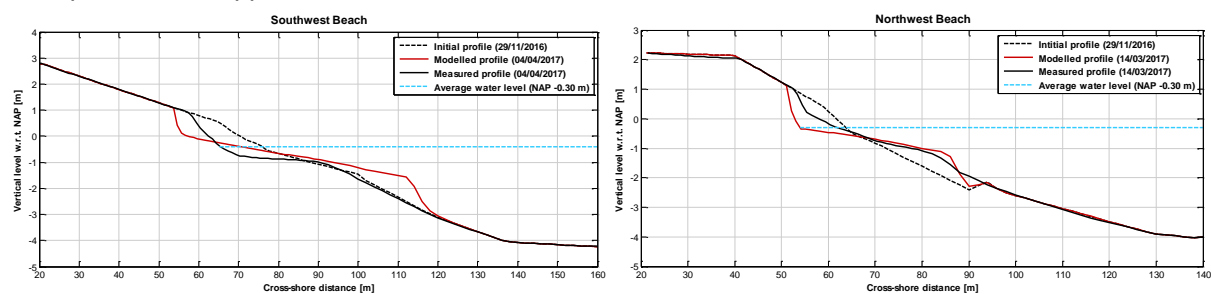 Southwest Beach
4
3
2
1
0
-1
-2
-3
-4
-5
Vertical level w.r.t. NAP [m]
Initial profile (29/11/2016)
Modelled profile (04/04/2017)
Measured profile (04/04/2017)
Average water level (NAP -0.30 m)
20 30 40 50 60 70 80 90 100 110 120 130 140 150 160
Cross-shore distance [m]
Northwest Beach
3
2
1
0
-1
-2
-3
-4
-5
Vertical level w.r.t. NAP [m]
Intitial profile (29/11/2016)
Modelled profile (14/03/2017)
Measured profile (14/03/2017)
Average water level (NAP -0.30 m)
20 30 40 50 60 70 80 90 100 110 120 130 140
Cross-shore distance [m]